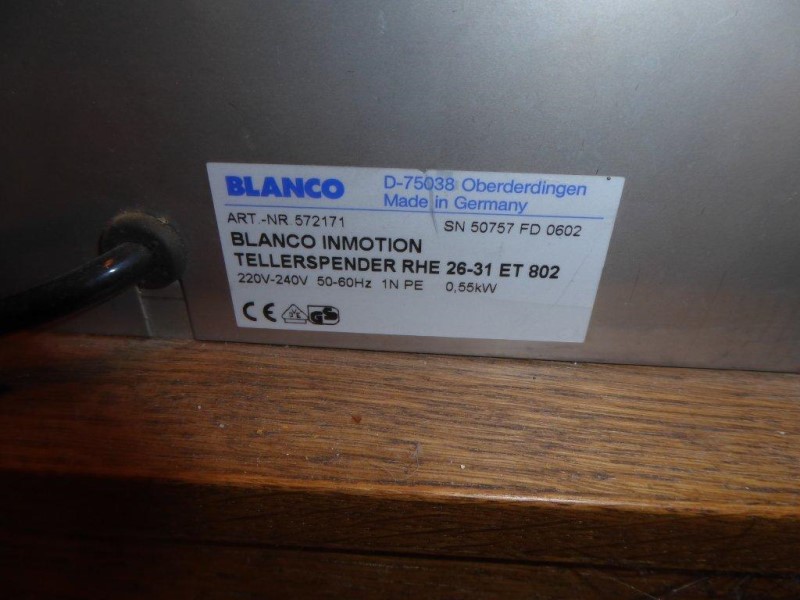 BLANCO
D-75038 Oberderdingen
Made in Germany
ART.-NR. 572171 SN 50757 FD 0602
BLANCO INMOTION
TELLERSPENDER RHE 26-31 ET 802
220V-240V 50-60Hz 1N PE 0,55kW
CE GS